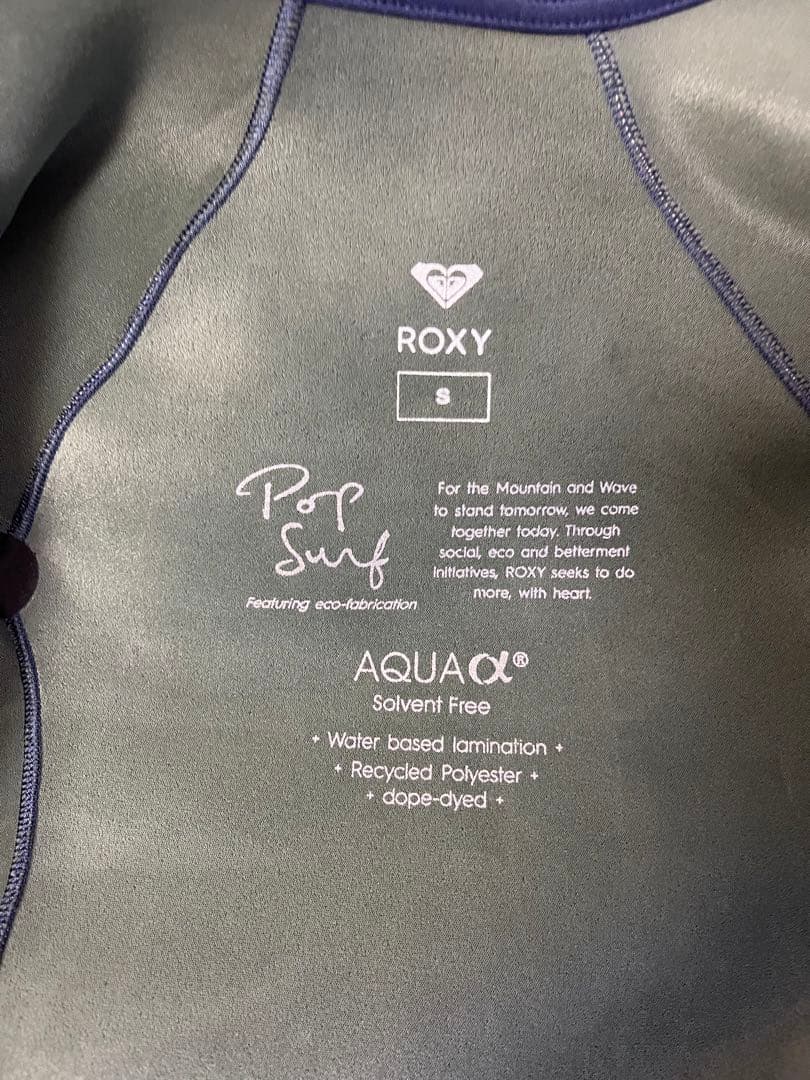 ROXY
S
Pop
Surf
Featuring eco-fabrication
For the Mountain and Wave
to stand tomorrow, we come
together today. Through
social, eco and betterment
initiatives, ROXY seeks to do
more, with heart.
AQUA α®
Solvent Free
+ Water based lamination +
+ Recycled Polyester +
+ dope-dyed +